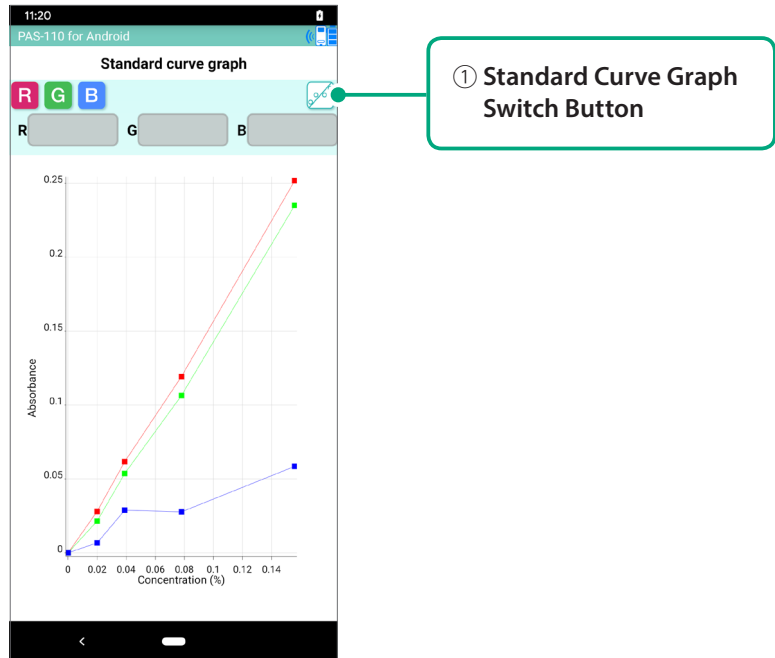 11:20
PAS-110 for Android
Standard curve graph
R G B
R G B
① Standard Curve Graph
Switch Button
0.25
0.2
0.15
0.1
0.05
0
Absorbance
0 0.02 0.04 0.06 0.08 0.1 0.12 0.14
Concentration (%)